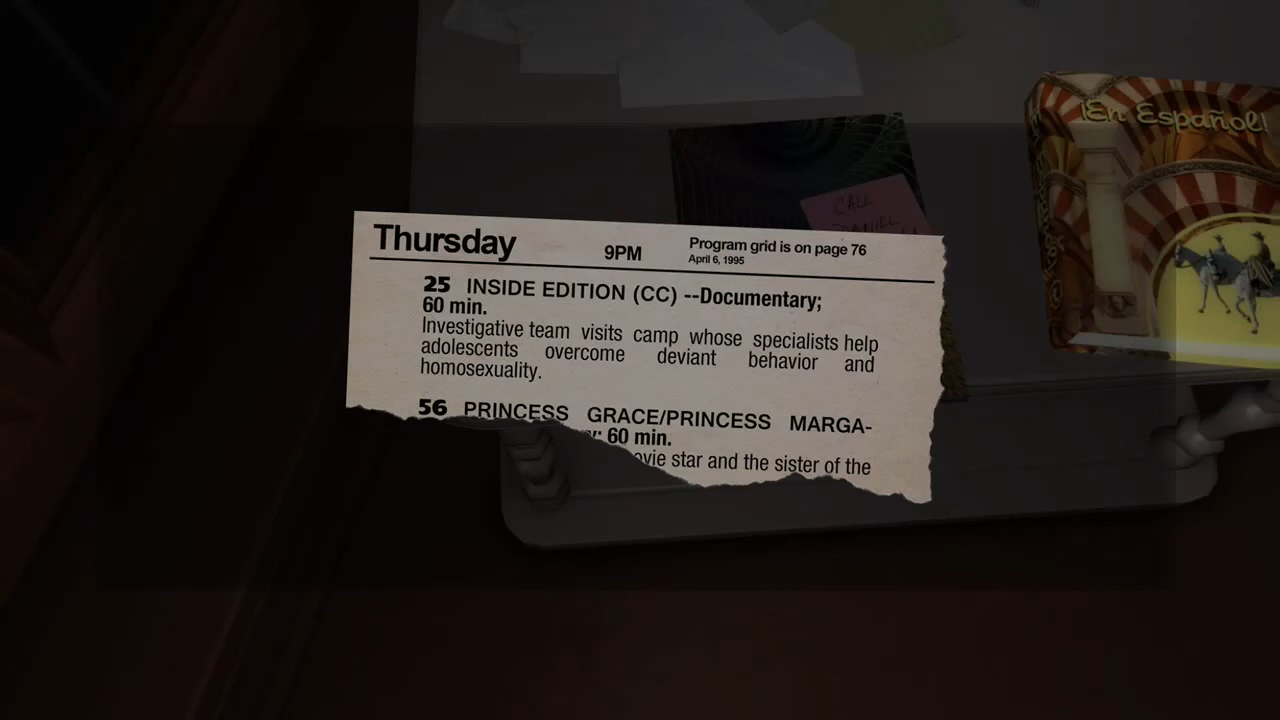 ¡En Español!
CALL
DANIEL
Thursday 9PM Program grid is on page 76
April 6, 1995
25 INSIDE EDITION (CC) --Documentary;
60 min.
Investigative team visits camp whose specialists help
adolescents overcome deviant behavior and
homosexuality.
56 PRINCESS GRACE/PRINCESS MARGA-
60 min.
star and the sister of the